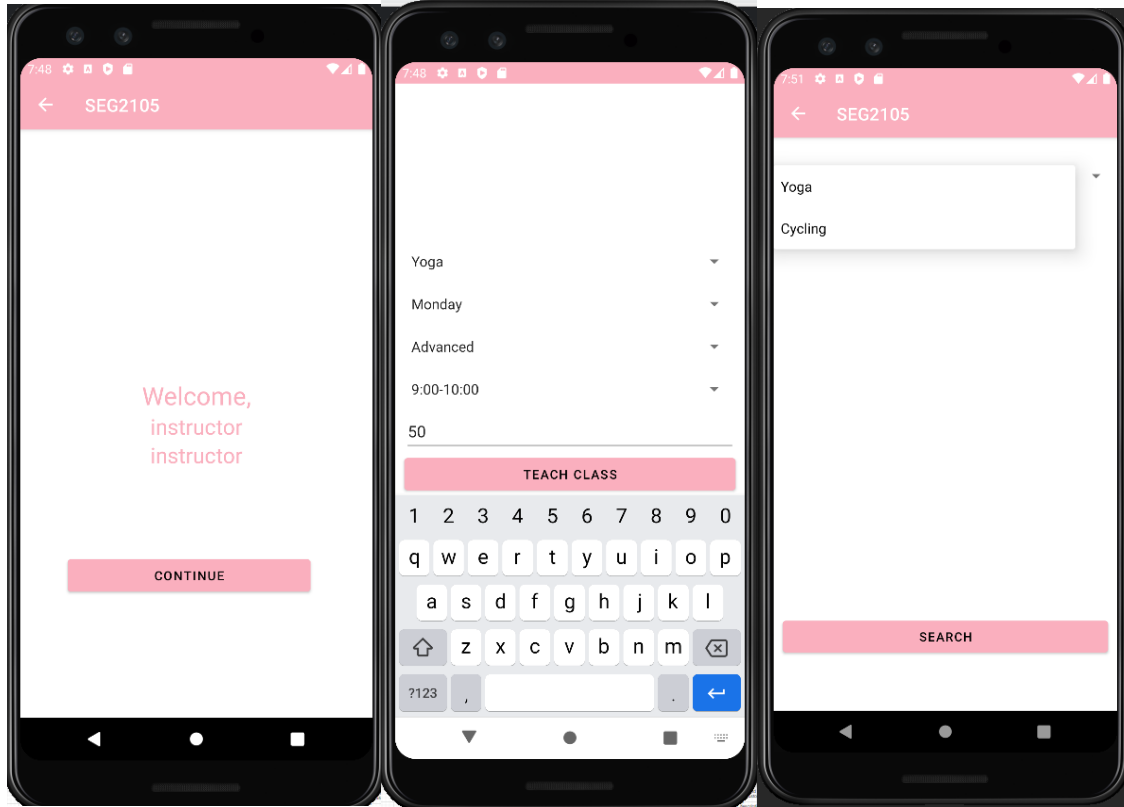 7:48
SEG2105
Welcome,
instructor
instructor
CONTINUE
7:48
Yoga
Monday
Advanced
9:00-10:00
50
TEACH CLASS
1 2 3 4 5 6 7 8 9 0
q w e r t y u i o p
a s d f g h j k l
z x c v b n m
?123 , .
7:51
SEG2105
Yoga
Cycling
SEARCH